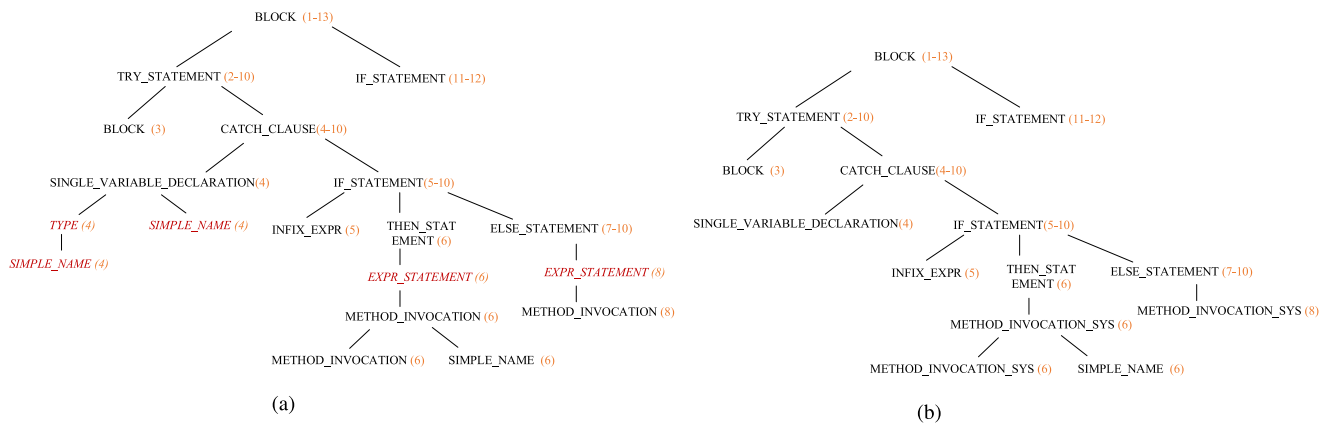 BLOCK (1-13)
TRY_STATEMENT (2-10)
IF_STATEMENT (11-12)
BLOCK (3)
CATCH_CLAUSE(4-10)
SINGLE_VARIABLE_DECLARATION(4)
IF_STATEMENT(5-10)
TYPE (4)
SIMPLE_NAME (4)
INFIX_EXPR (5)
THEN_STAT
EMENT (6)
ELSE_STATEMENT (7-10)
SIMPLE_NAME (4)
EXPR_STATEMENT (6)
EXPR_STATEMENT (8)
METHOD_INVOCATION (6)
METHOD_INVOCATION (8)
METHOD_INVOCATION (6)
SIMPLE_NAME (6)
(a)
BLOCK (1-13)
TRY_STATEMENT (2-10)
IF_STATEMENT (11-12)
BLOCK (3)
CATCH_CLAUSE(4-10)
SINGLE_VARIABLE_DECLARATION(4)
IF_STATEMENT(5-10)
INFIX_EXPR (5)
THEN_STAT
EMENT (6)
ELSE_STATEMENT (7-10)
METHOD_INVOCATION_SYS (8)
METHOD_INVOCATION_SYS (6)
METHOD_INVOCATION_SYS (6)
SIMPLE_NAME (6)
(b)